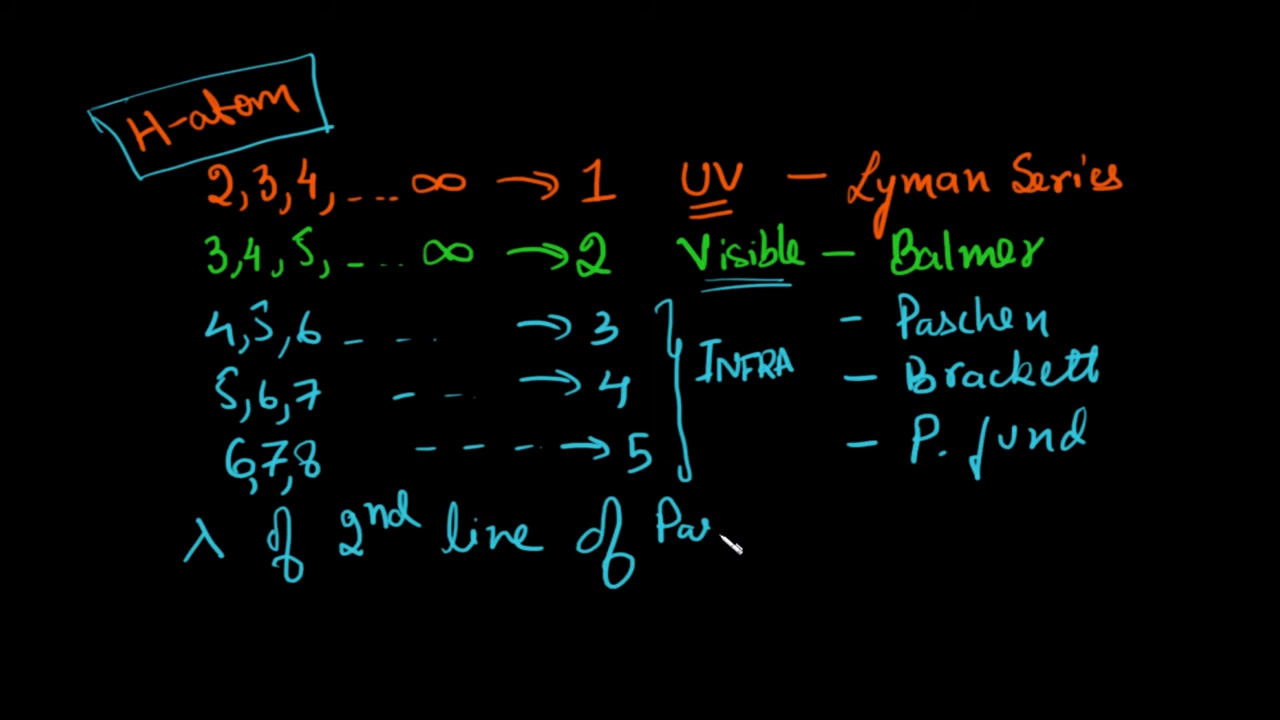 H-atom
2,3,4, - - - ∞ → 1 UV - Lyman Series
3,4,5, - - - ∞ → 2 Visible - Balmer
4,5,6 - - - → 3 - Paschen
INFRA
5,6,7 - - - → 4 - Brackett
6,7,8 - - - - → 5 - P. fund
λ of 2nd line of Pas